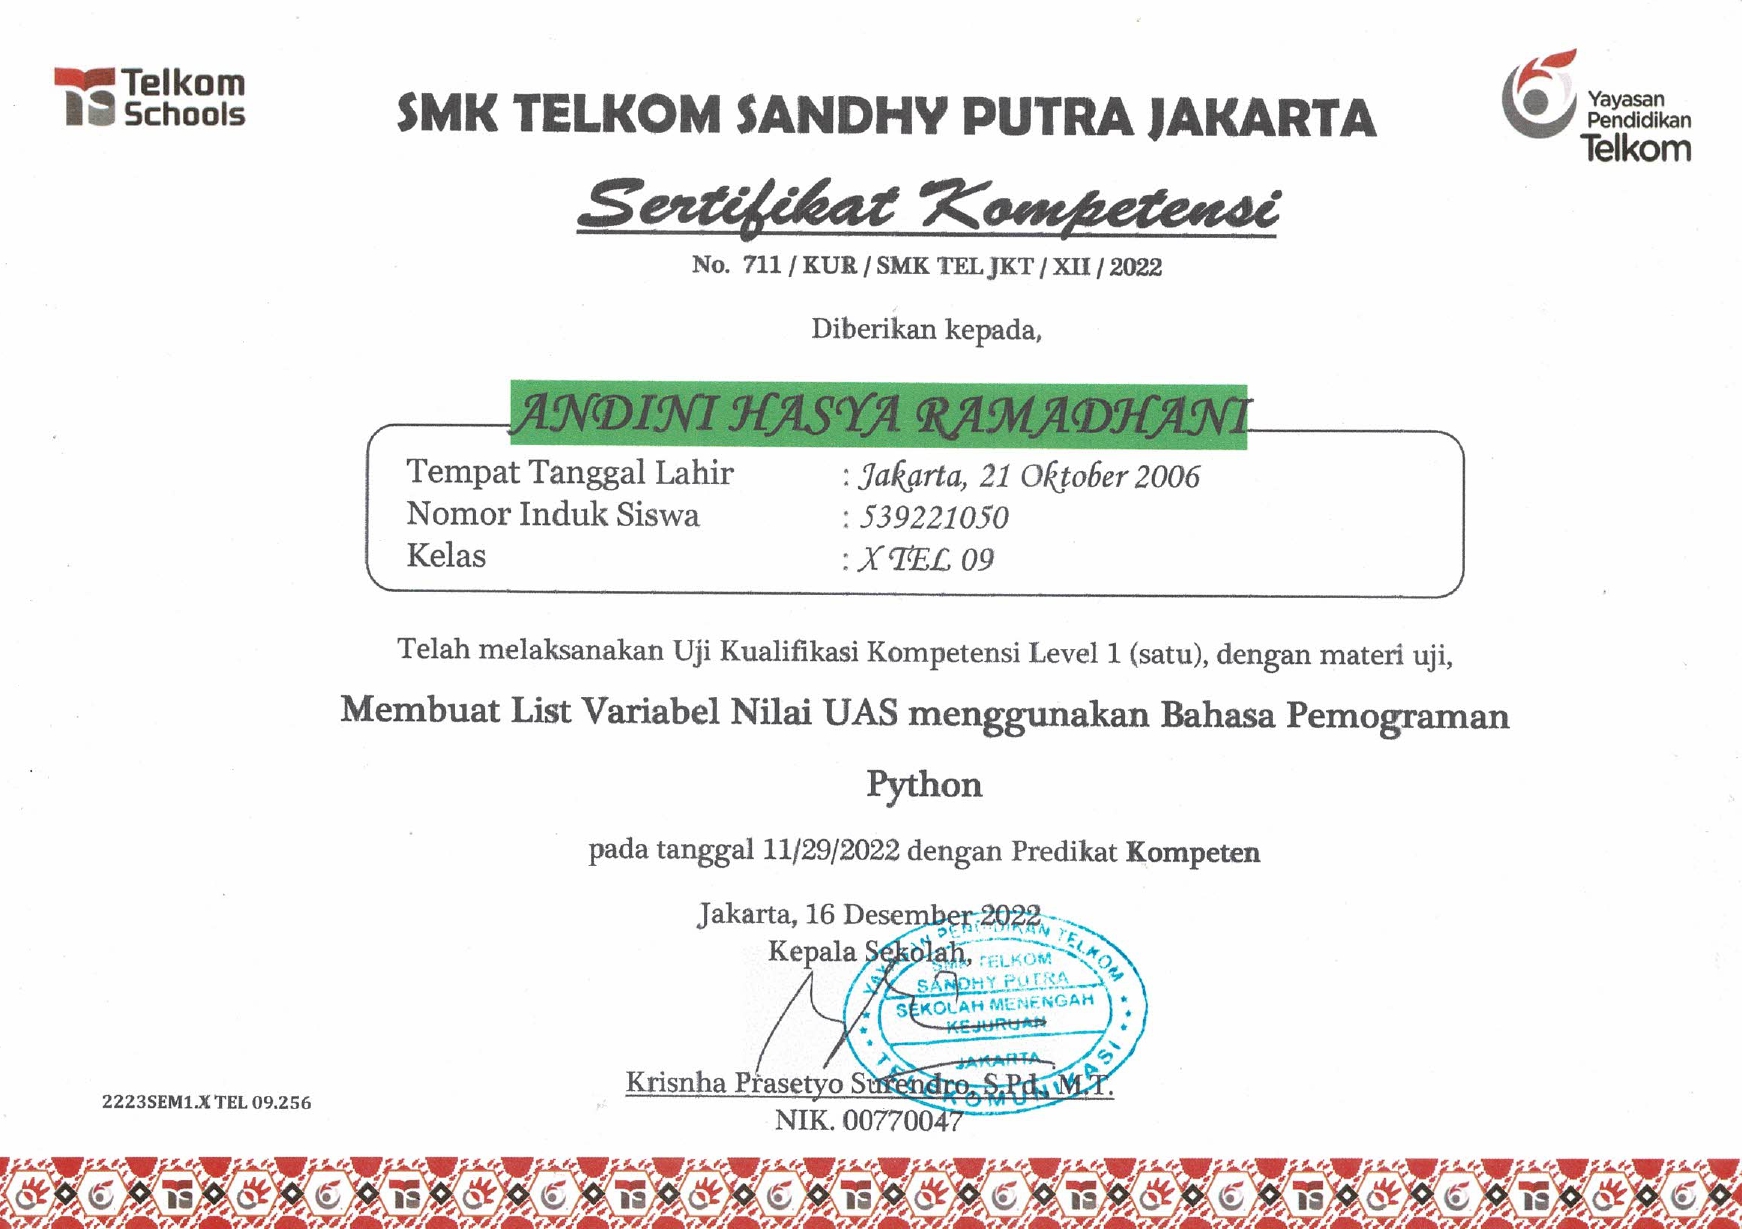 Telkom
Schools
SMK TELKOM SANDHY PUTRA JAKARTA
Yayasan
Pendidikan
Telkom
Sertifikat Kompetensi
No. 711 / KUR / SMK TEL JKT / XII / 2022
Diberikan kepada,
ANDINI HASYA RAMADHANI
Tempat Tanggal Lahir : Jakarta, 21 Oktober 2006
Nomor Induk Siswa : 539221050
Kelas : X TEL 09
Telah melaksanakan Uji Kualifikasi Kompetensi Level 1 (satu), dengan materi uji,
Membuat List Variabel Nilai UAS menggunakan Bahasa Pemograman
Python
pada tanggal 11/29/2022 dengan Predikat Kompeten
Jakarta, 16 Desember 2022
Kepala Sekolah,
YAYASAN PENDIDIKAN TELKOM
SMK TELKOM
SANDHY PUTRA
SEKOLAH MENENGAH
KEJURUAN
JAKARTA
TELEKOMUNIKASI
Krisnha Prasetyo Surendro, S.Pd., M.T.
NIK. 00770047
2223SEM1.X TEL 09.256